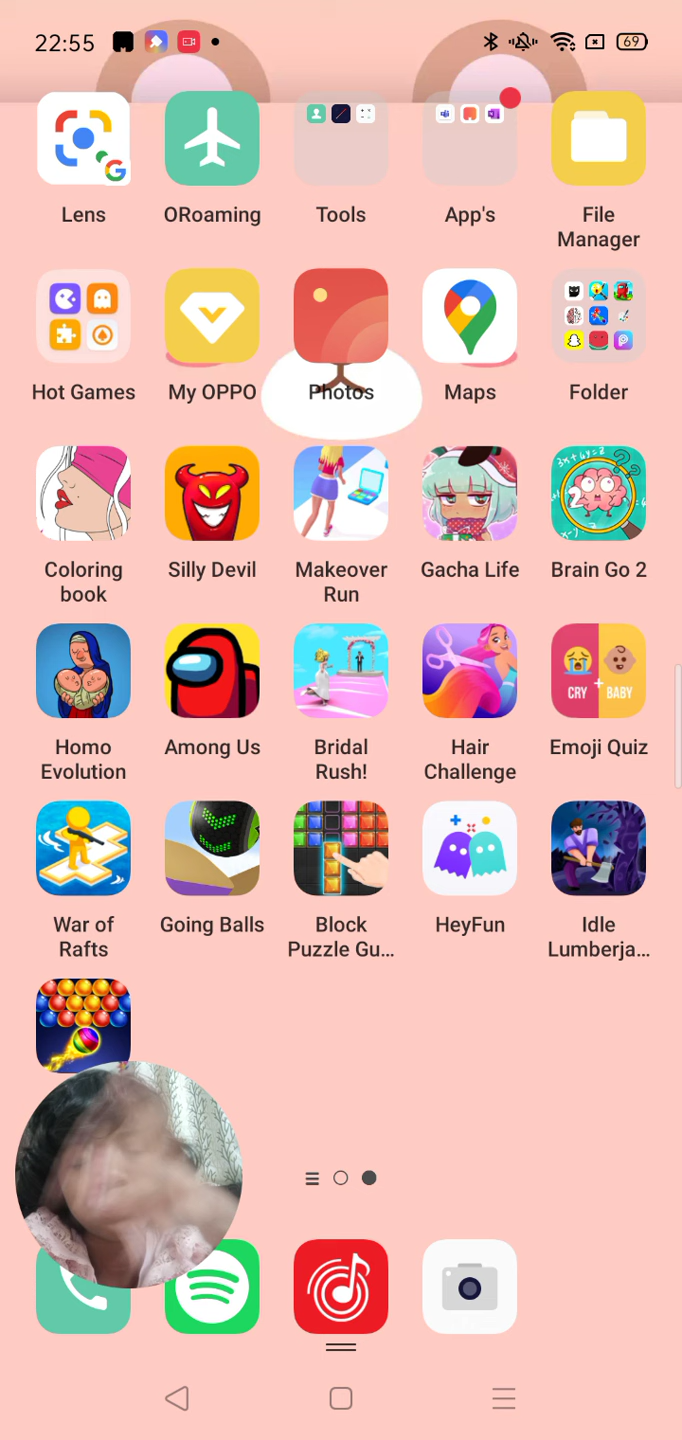 22:55
69
Lens
ORoaming
Tools
App's
File
Manager
Hot Games
My OPPO
Photos
Maps
Folder
Coloring
book
Silly Devil
Makeover
Run
Gacha Life
Brain Go 2
Homo
Evolution
Among Us
Bridal
Rush!
Hair
Challenge
CRY + BABY
Emoji Quiz
War of
Rafts
Going Balls
Block
Puzzle Gu...
HeyFun
Idle
Lumberja...